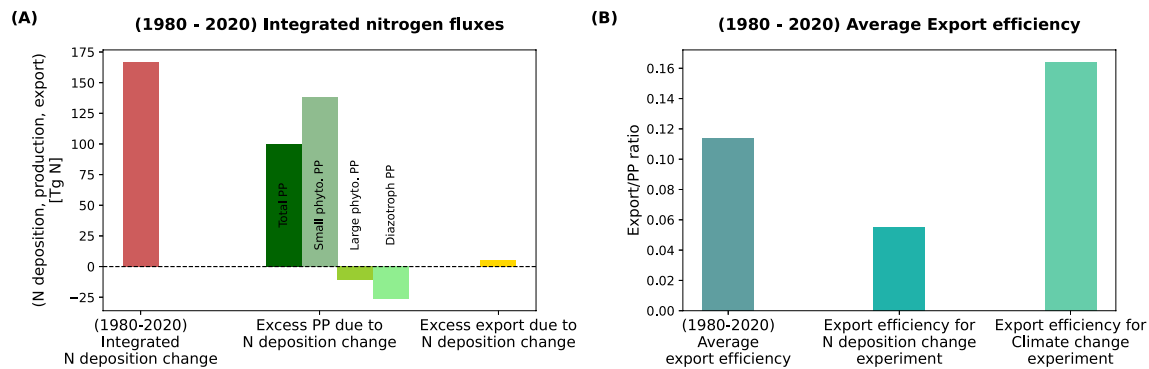 (A)
(1980 - 2020) Integrated nitrogen fluxes
(N deposition, production, export)
[Tg N]
175
150
125
100
75
50
25
0
−25
Total PP
Small phyto. PP
Large phyto. PP
Diazotroph PP
(1980-2020)
Integrated
N deposition change
Excess PP due to
N deposition change
Excess export due to
N deposition change
(B)
(1980 - 2020) Average Export efficiency
Export/PP ratio
0.16
0.14
0.12
0.10
0.08
0.06
0.04
0.02
0.00
(1980-2020)
Average
export efficiency
Export efficiency for
N deposition change
experiment
Export efficiency for
Climate change
experiment